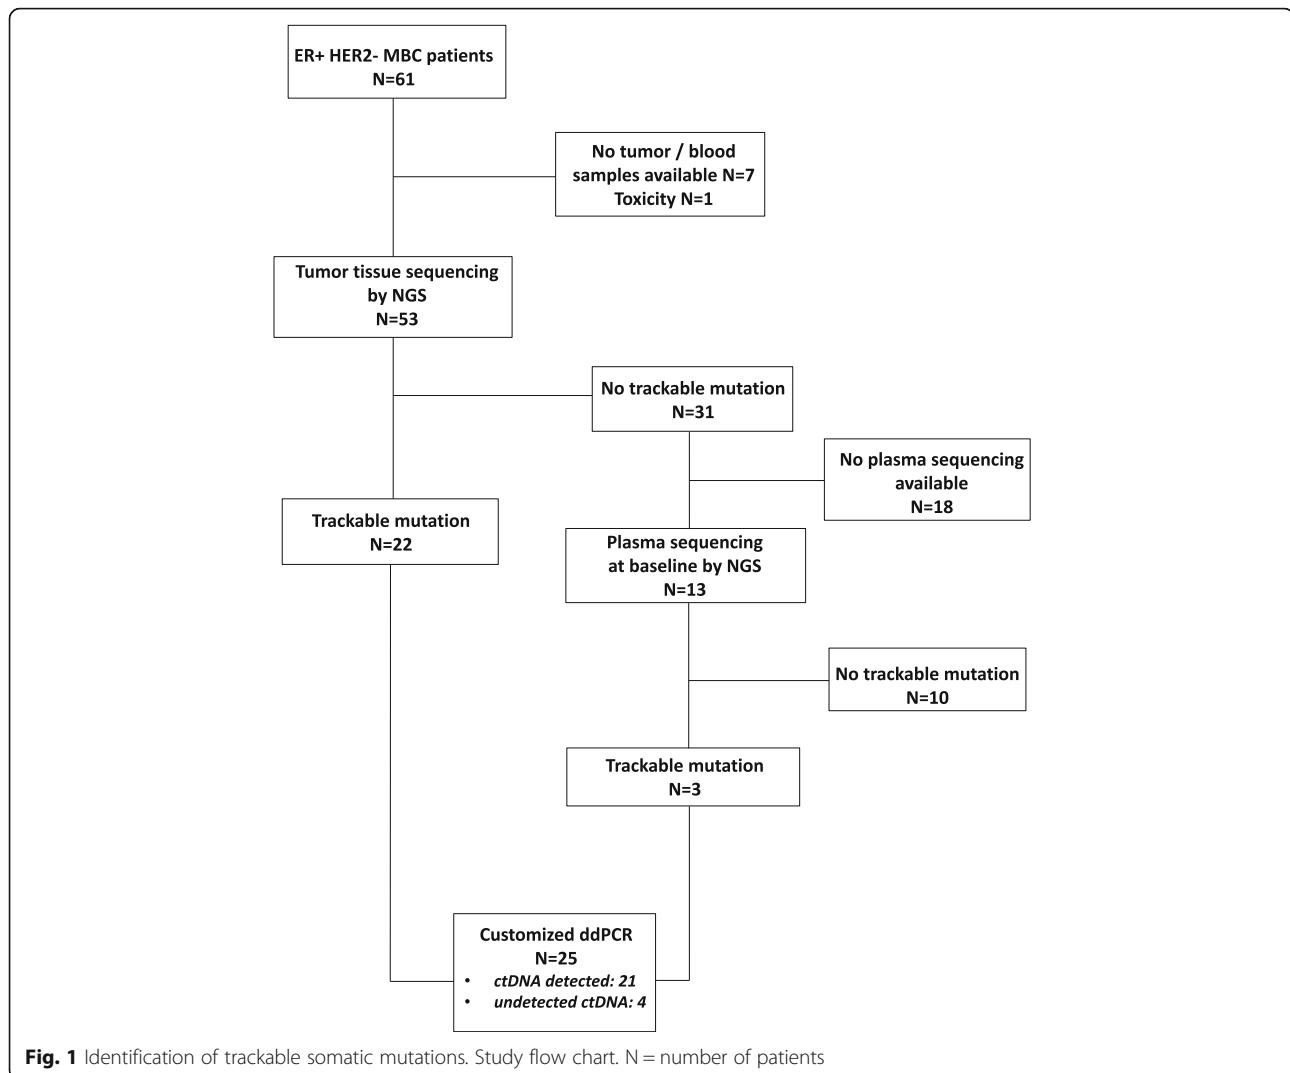 ER+ HER2- MBC patients
N=61
No tumor / blood
samples available N=7
Toxicity N=1
Tumor tissue sequencing
by NGS
N=53
No trackable mutation
N=31
No plasma sequencing
available
N=18
Trackable mutation
N=22
Plasma sequencing
at baseline by NGS
N=13
No trackable mutation
N=10
Trackable mutation
N=3
Customized ddPCR
N=25
• ctDNA detected: 21
• undetected ctDNA: 4
Fig. 1 Identification of trackable somatic mutations. Study flow chart. N = number of patients